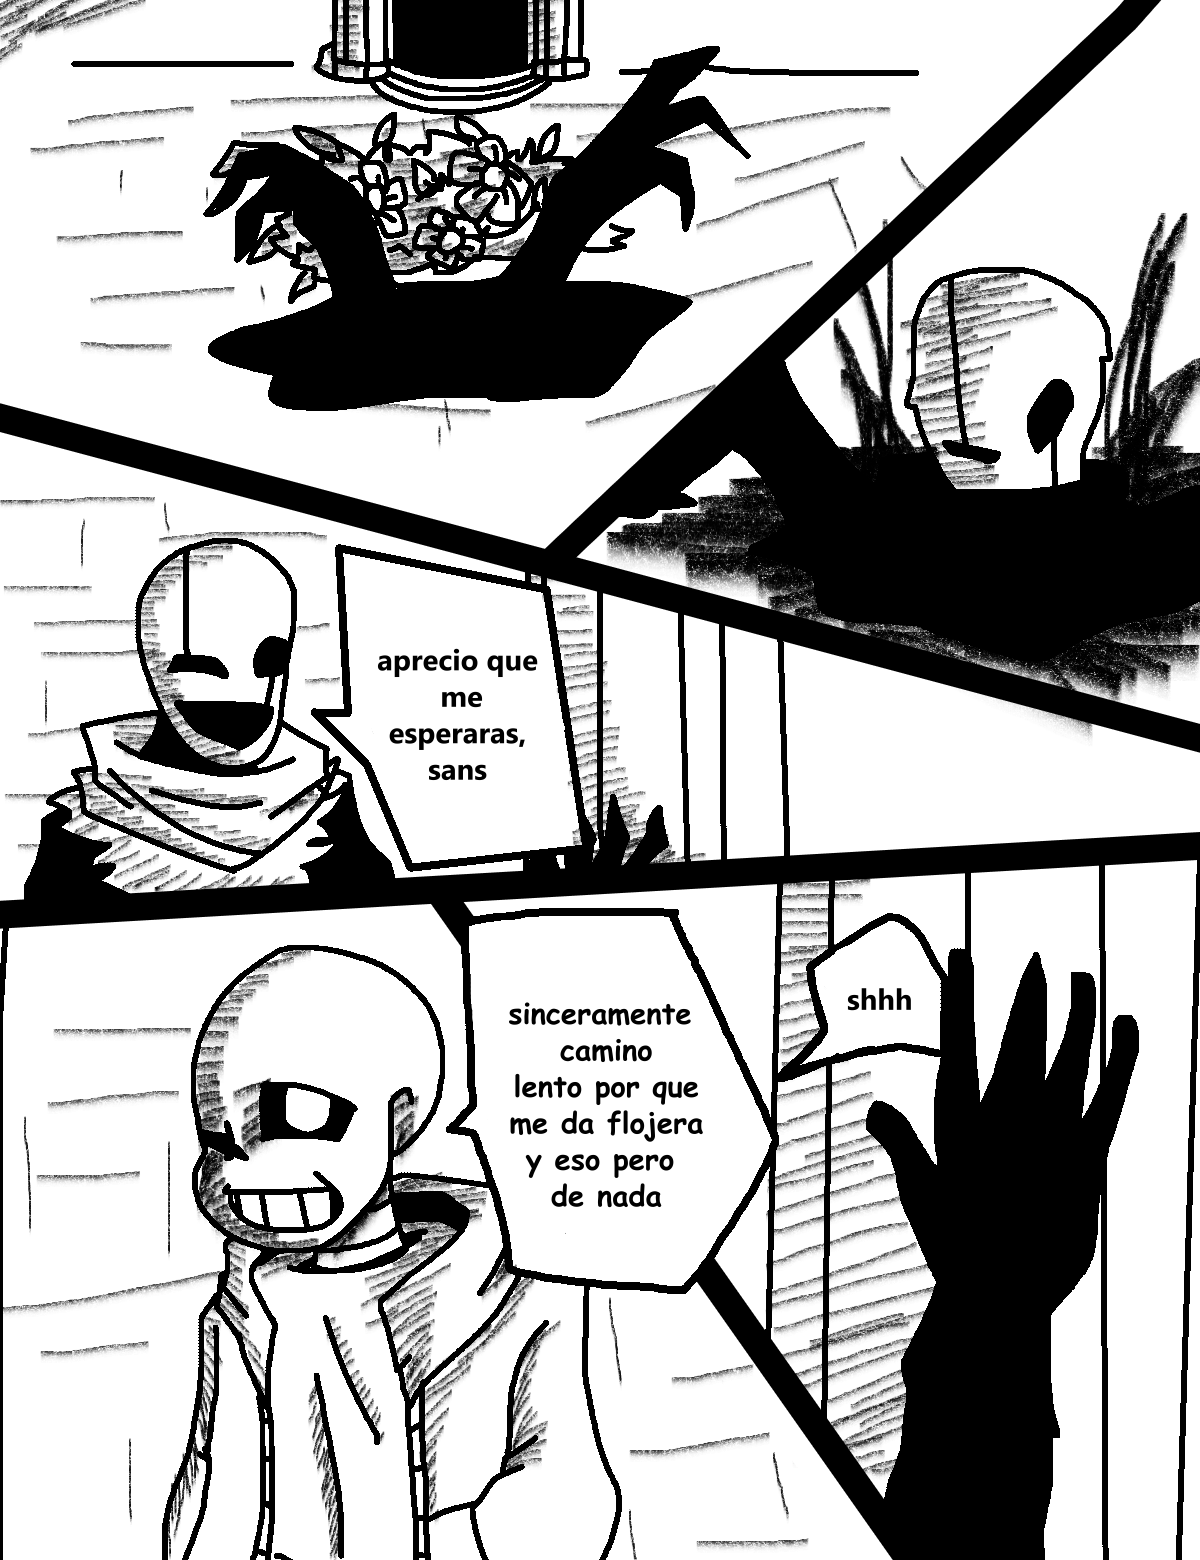 aprecio que
me
esperaras,
sans
sinceramente
camino
lento por que
me da flojera
y eso pero
de nada
shhh